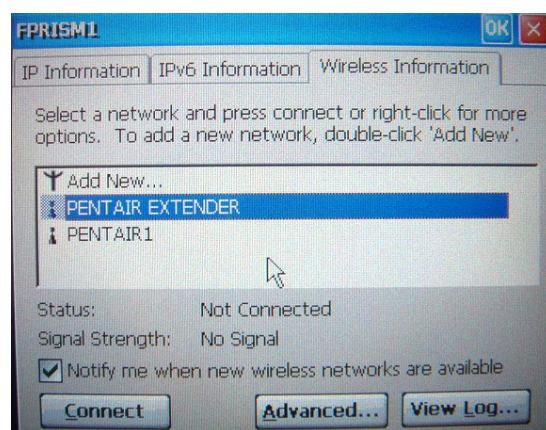 FPRISM1 OK
IP Information IPv6 Information Wireless Information
Select a network and press connect or right-click for more
options. To add a new network, double-click 'Add New'.
Add New...
PENTAIR EXTENDER
PENTAIR1
Status: Not Connected
Signal Strength: No Signal
Notify me when new wireless networks are available
Connect Advanced... View Log...